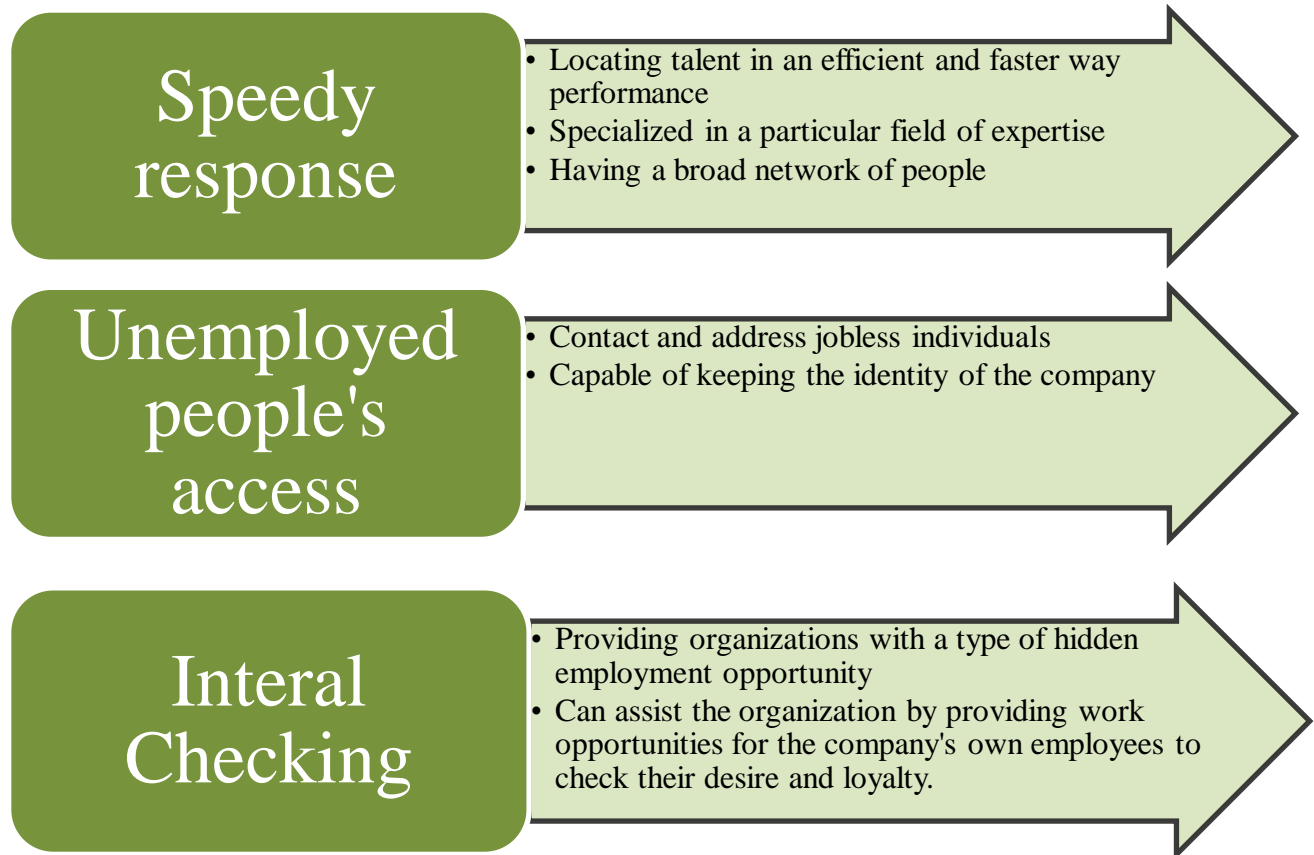 Speedy
response
• Locating talent in an efficient and faster way
performance
• Specialized in a particular field of expertise
• Having a broad network of people
Unemployed
people's
access
• Contact and address jobless individuals
• Capable of keeping the identity of the company
Interal
Checking
• Providing organizations with a type of hidden
employment opportunity
• Can assist the organization by providing work
opportunities for the company's own employees to
check their desire and loyalty.